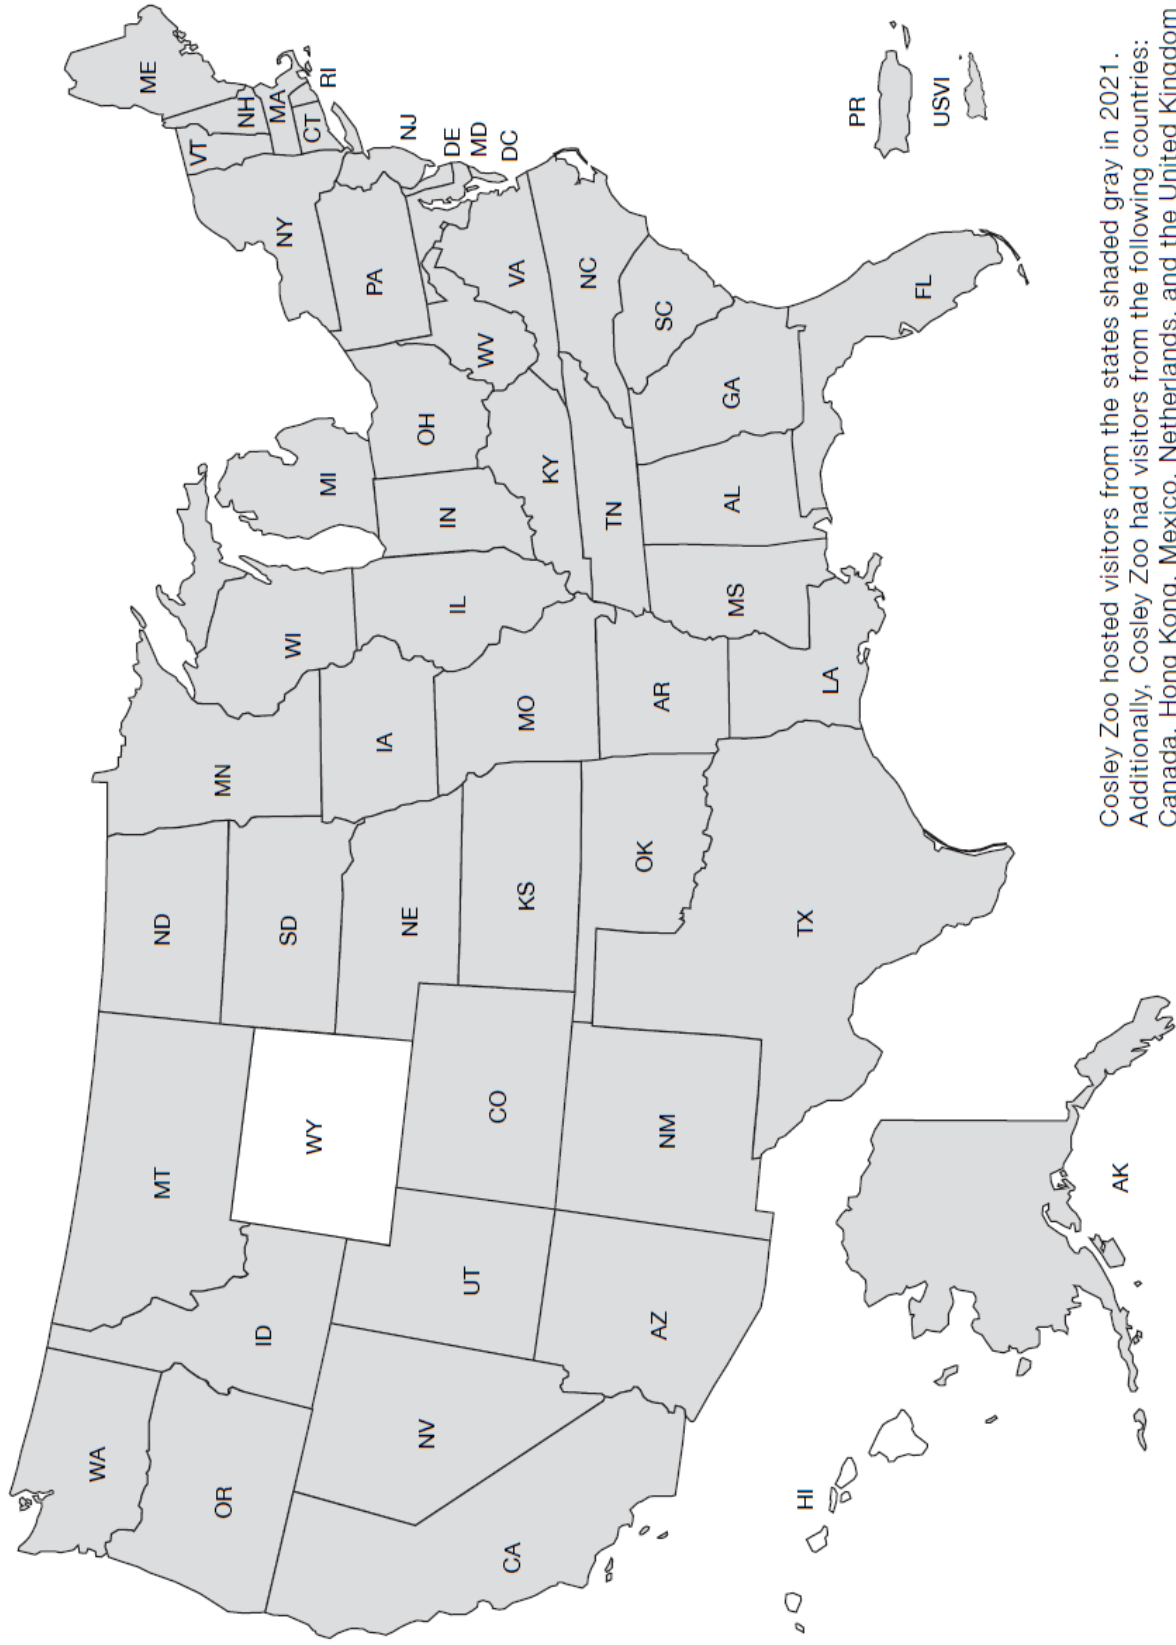 ME
VT
NH
MA
RI
CT
NY
NJ
PA
DE
MD
DC
WV
VA
NC
SC
GA
FL
OH
MI
IN
KY
TN
AL
MS
IL
WI
MN
IA
MO
AR
LA
ND
SD
NE
KS
OK
TX
MT
WY
CO
NM
ID
UT
AZ
WA
OR
NV
CA
HI
AK
PR
USVI
Cosley Zoo hosted visitors from the states shaded gray in 2021.
Additionally, Cosley Zoo had visitors from the following countries:
Canada, Hong Kong, Mexico, Netherlands, and the United Kingdom